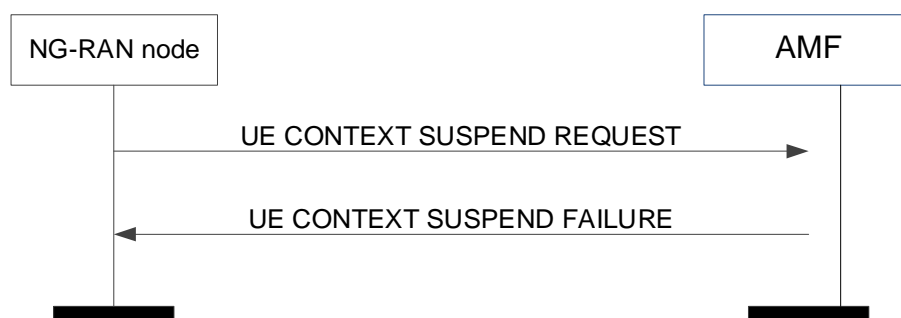 NG-RAN node
AMF
UE CONTEXT SUSPEND REQUEST
UE CONTEXT SUSPEND FAILURE